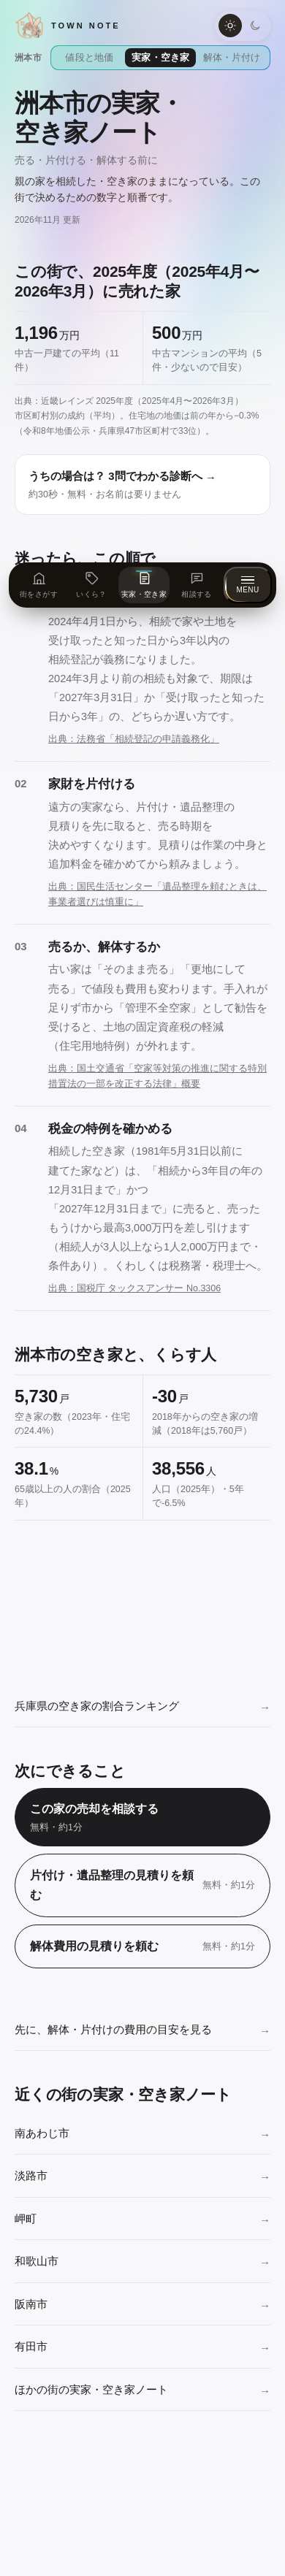 TOWN NOTE
洲本市
値段と地価
実家・空き家
解体・片付け
洲本市の実家・
空き家ノート
売る・片付ける・解体する前に
親の家を相続した・空き家のままになっている。この
街で決めるための数字と順番です。
2026年11月 更新
この街で、2025年度（2025年4月〜
2026年3月）に売れた家
1,196万円
中古一戸建ての平均（11
件）
500万円
中古マンションの平均（5
件・少ないので目安）
出典：近畿レインズ 2025年度（2025年4月〜2026年3月）
市区町村別の成約（平均）。住宅地の地価は前の年から−0.3%
（令和8年地価公示・兵庫県47市区町村で33位）。
うちの場合は？ 3問でわかる診断へ →
約30秒・無料・お名前は要りません
迷ったら、この順で
街をさがす
いくら？
実家・空き家
相談する
MENU
2024年4月1日から、相続で家や土地を
受け取ったと知った日から3年以内の
相続登記が義務になりました。
2024年3月より前の相続も対象で、期限は
「2027年3月31日」か「受け取ったと知った
日から3年」の、どちらか遅い方です。
出典：法務省「相続登記の申請義務化」
02
家財を片付ける
遠方の実家なら、片付け・遺品整理の
見積りを先に取ると、売る時期を
決めやすくなります。見積りは作業の中身と
追加料金を確かめてから頼みましょう。
出典：国民生活センター「遺品整理を頼むときは、
事業者選びは慎重に」
03
売るか、解体するか
古い家は「そのまま売る」「更地にして
売る」で値段も費用も変わります。手入れが
足りず市から「管理不全空家」として勧告を
受けると、土地の固定資産税の軽減
（住宅用地特例）が外れます。
出典：国土交通省「空家等対策の推進に関する特別
措置法の一部を改正する法律」概要
04
税金の特例を確かめる
相続した空き家（1981年5月31日以前に
建てた家など）は、「相続から3年目の年の
12月31日まで」かつ
「2027年12月31日まで」に売ると、売った
もうけから最高3,000万円を差し引けます
（相続人が3人以上なら1人2,000万円まで・
条件あり）。くわしくは税務署・税理士へ。
出典：国税庁 タックスアンサー No.3306
洲本市の空き家と、くらす人
5,730戸
空き家の数（2023年・住宅
の24.4%）
-30戸
2018年からの空き家の増
減（2018年は5,760戸）
38.1%
65歳以上の人の割合（2025
年）
38,556人
人口（2025年）・5年
で-6.5%
兵庫県の空き家の割合ランキング →
次にできること
この家の売却を相談する
無料・約1分
片付け・遺品整理の見積りを頼
む
無料・約1分
解体費用の見積りを頼む
無料・約1分
先に、解体・片付けの費用の目安を見る →
近くの街の実家・空き家ノート
南あわじ市 →
淡路市 →
岬町 →
和歌山市 →
阪南市 →
有田市 →
ほかの街の実家・空き家ノート →